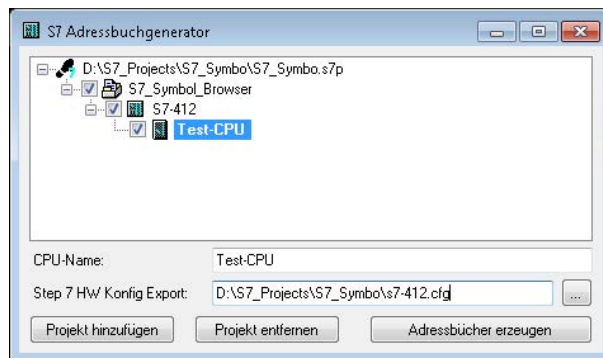 S7 Adressbuchgenerator
D:\S7_Projects\S7_Symbo\S7_Symbo.s7p
S7_Symbol_Browser
S7-412
Test-CPU
CPU-Name: Test-CPU
Step 7 HW Konfig Export: D:\S7_Projects\S7_Symbo\s7-412.cfg ...
Projekt hinzufügen Projekt entfernen Adressbücher erzeugen